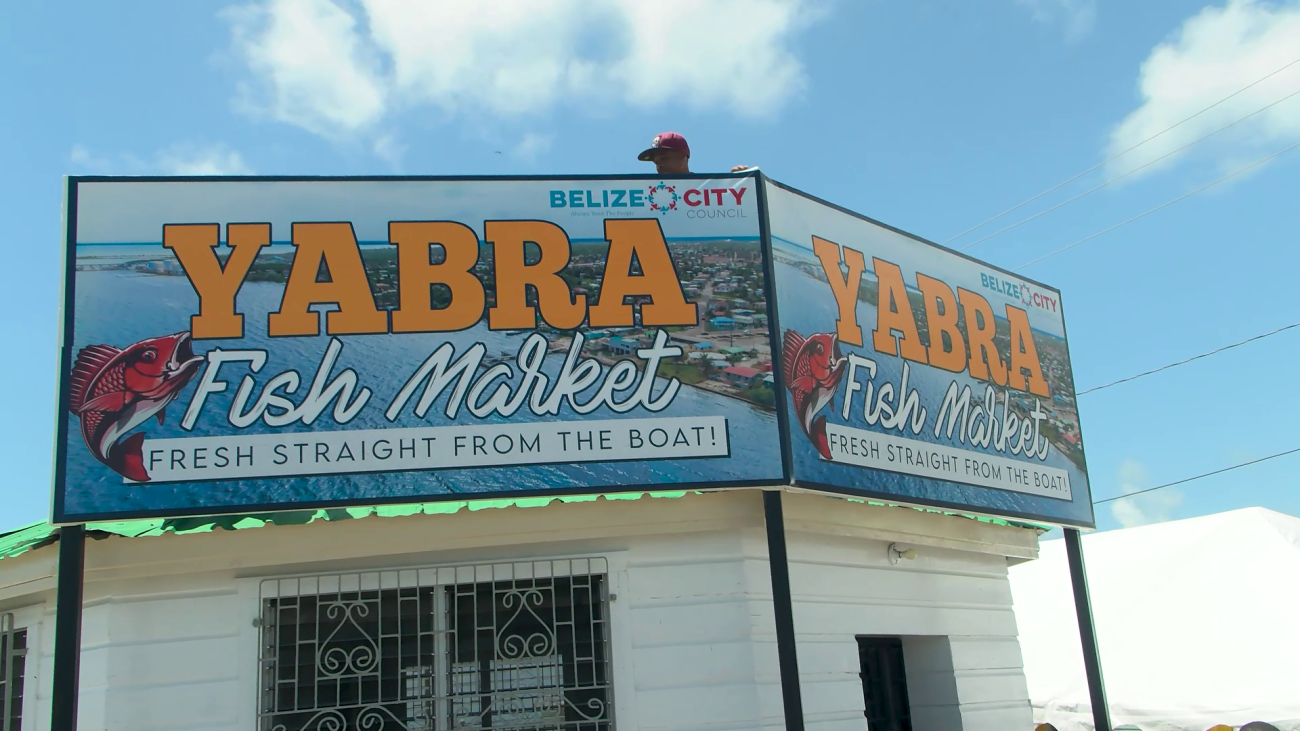 BELIZE CITY
COUNCIL
YABRA
Fish Market
FRESH STRAIGHT FROM THE BOAT!
BELIZE CITY
YABRA
Fish Market
FRESH STRAIGHT FROM THE BOAT!